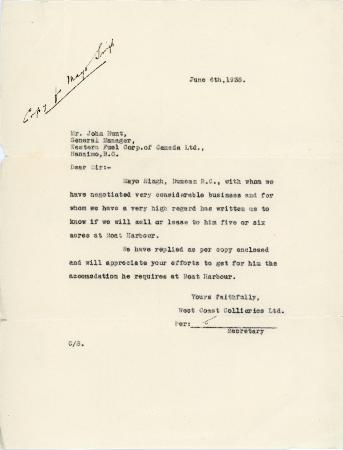 Copy to Mayo Singh
June 6th, 1935.
Mr. John Hunt,
General Manager,
Western Fuel Corp.of Canada Ltd.,
Nanaimo,B.C.
Dear Sir:-
Mayo Singh, Duncan B.C., with whom we
have negotiated very considerable business and for
whom we have a very high regard has written us to
know if we will sell or lease to him five or six
acres at Boat Harbour.
We have replied as per copy enclosed
and will appreciate your efforts to get for him the
accomodation he requires at Boat Harbour.
Yours faithfully,
West Coast Collieries Ltd.
Per:
Secretary
C/S.